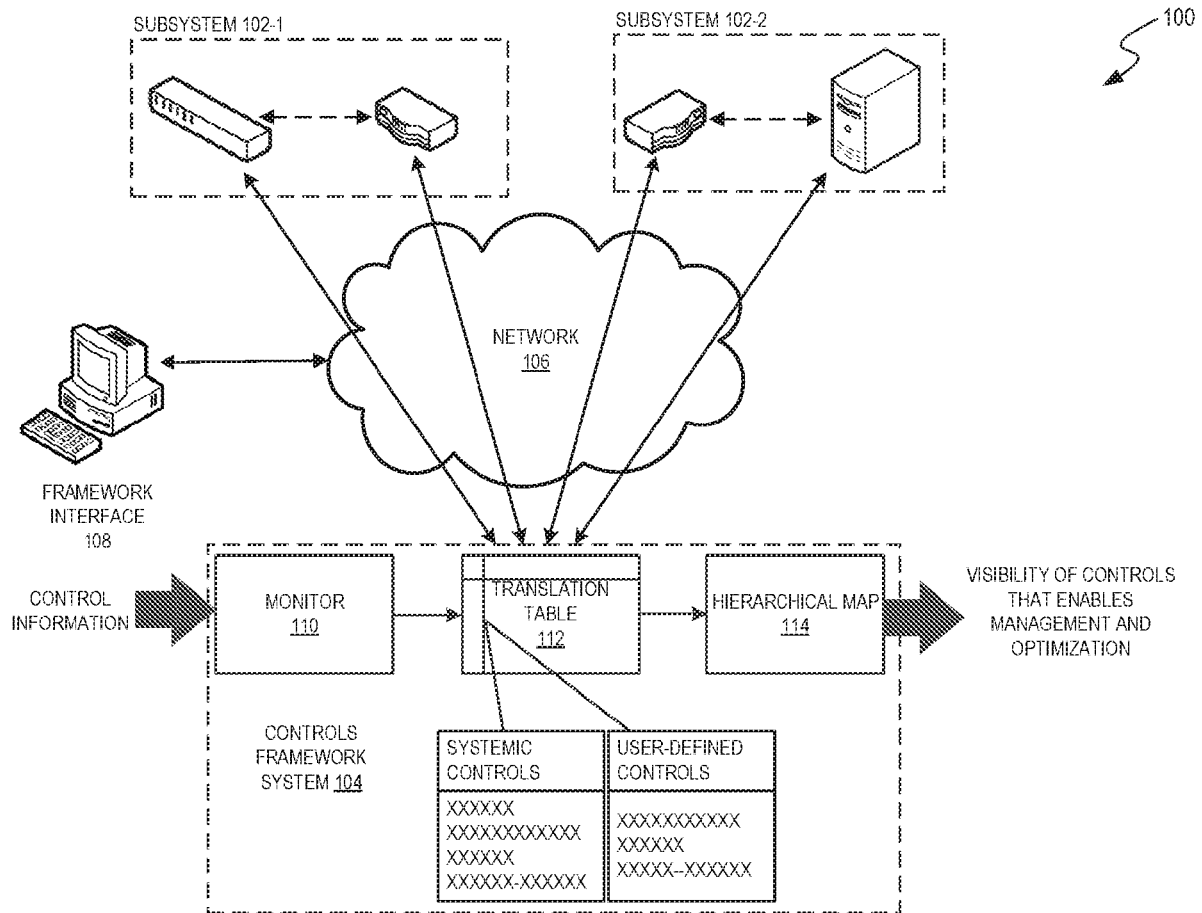 SUBSYSTEM 102-1
SUBSYSTEM 102-2
100
NETWORK
106
FRAMEWORK
INTERFACE
108
CONTROL
INFORMATION
MONITOR
110
TRANSLATION
TABLE
112
HIERARCHICAL MAP
114
VISIBILITY OF CONTROLS
THAT ENABLES
MANAGEMENT AND
OPTIMIZATION
CONTROLS
FRAMEWORK
SYSTEM 104
SYSTEMIC
CONTROLS
XXXXXX
XXXXXXXXXXXX
XXXXXX
XXXXXX-XXXXXX
USER-DEFINED
CONTROLS
XXXXXXXXXXX
XXXXXX
XXXXX--XXXXXX